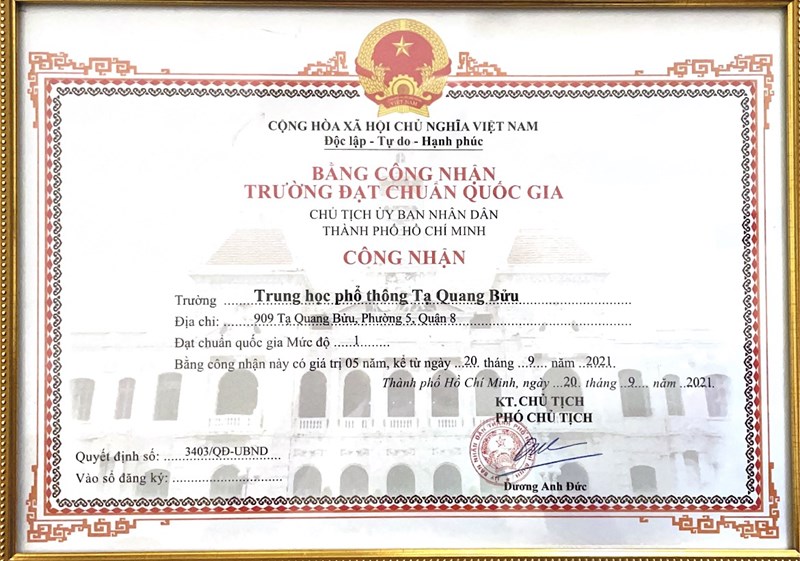 VIỆT NAM
CỘNG HÒA XÃ HỘI CHỦ NGHĨA VIỆT NAM
Độc lập - Tự do - Hạnh phúc
BẰNG CÔNG NHẬN
TRƯỜNG ĐẠT CHUẨN QUỐC GIA
CHỦ TỊCH ỦY BAN NHÂN DÂN
THÀNH PHỐ HỒ CHÍ MINH
CÔNG NHẬN
Trường ....Trung học phổ thông Tạ Quang Bửu....
Địa chỉ: ....909 Tạ Quang Bửu, Phường 5, Quận 8....
Đạt chuẩn quốc gia Mức độ ....1........
Bằng công nhận này có giá trị 05 năm, kể từ ngày ..20. tháng ..9.... năm ..2021.
Thành phố Hồ Chí Minh, ngày ..20 . tháng ..9... năm ..2021.
KT. CHỦ TỊCH
PHÓ CHỦ TỊCH
Quyết định số: ..3403/QĐ-UBND...
Vào sổ đăng ký: ..............................
Dương Anh Đức